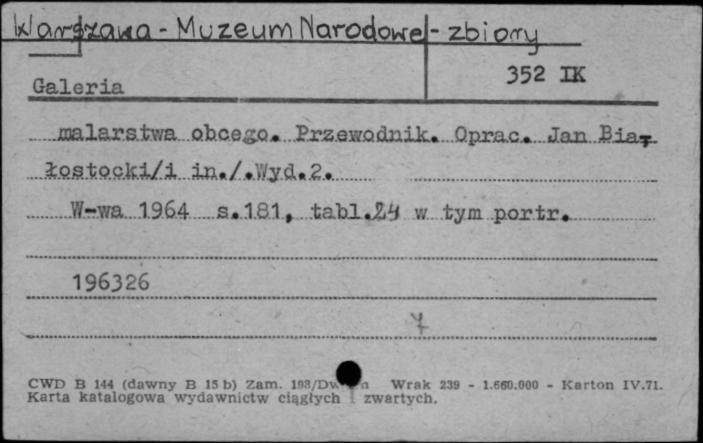 Warszawa - Muzeum Narodowe - zbiory
352 IK
Galeria
malarstwa obcego. Przewodnik. Oprac. Jan Bia-
łostocki/i in./.Wyd.2.
W-wa 1964 s.181, tabl.24 w tym portr.
196326
7
CWD B 144 (dawny B 15 b) Zam. Wrak 239 - 1.660.000 - Karton IV.71.
Karta katalogowa wydawnictw ciągłych i zwartych.